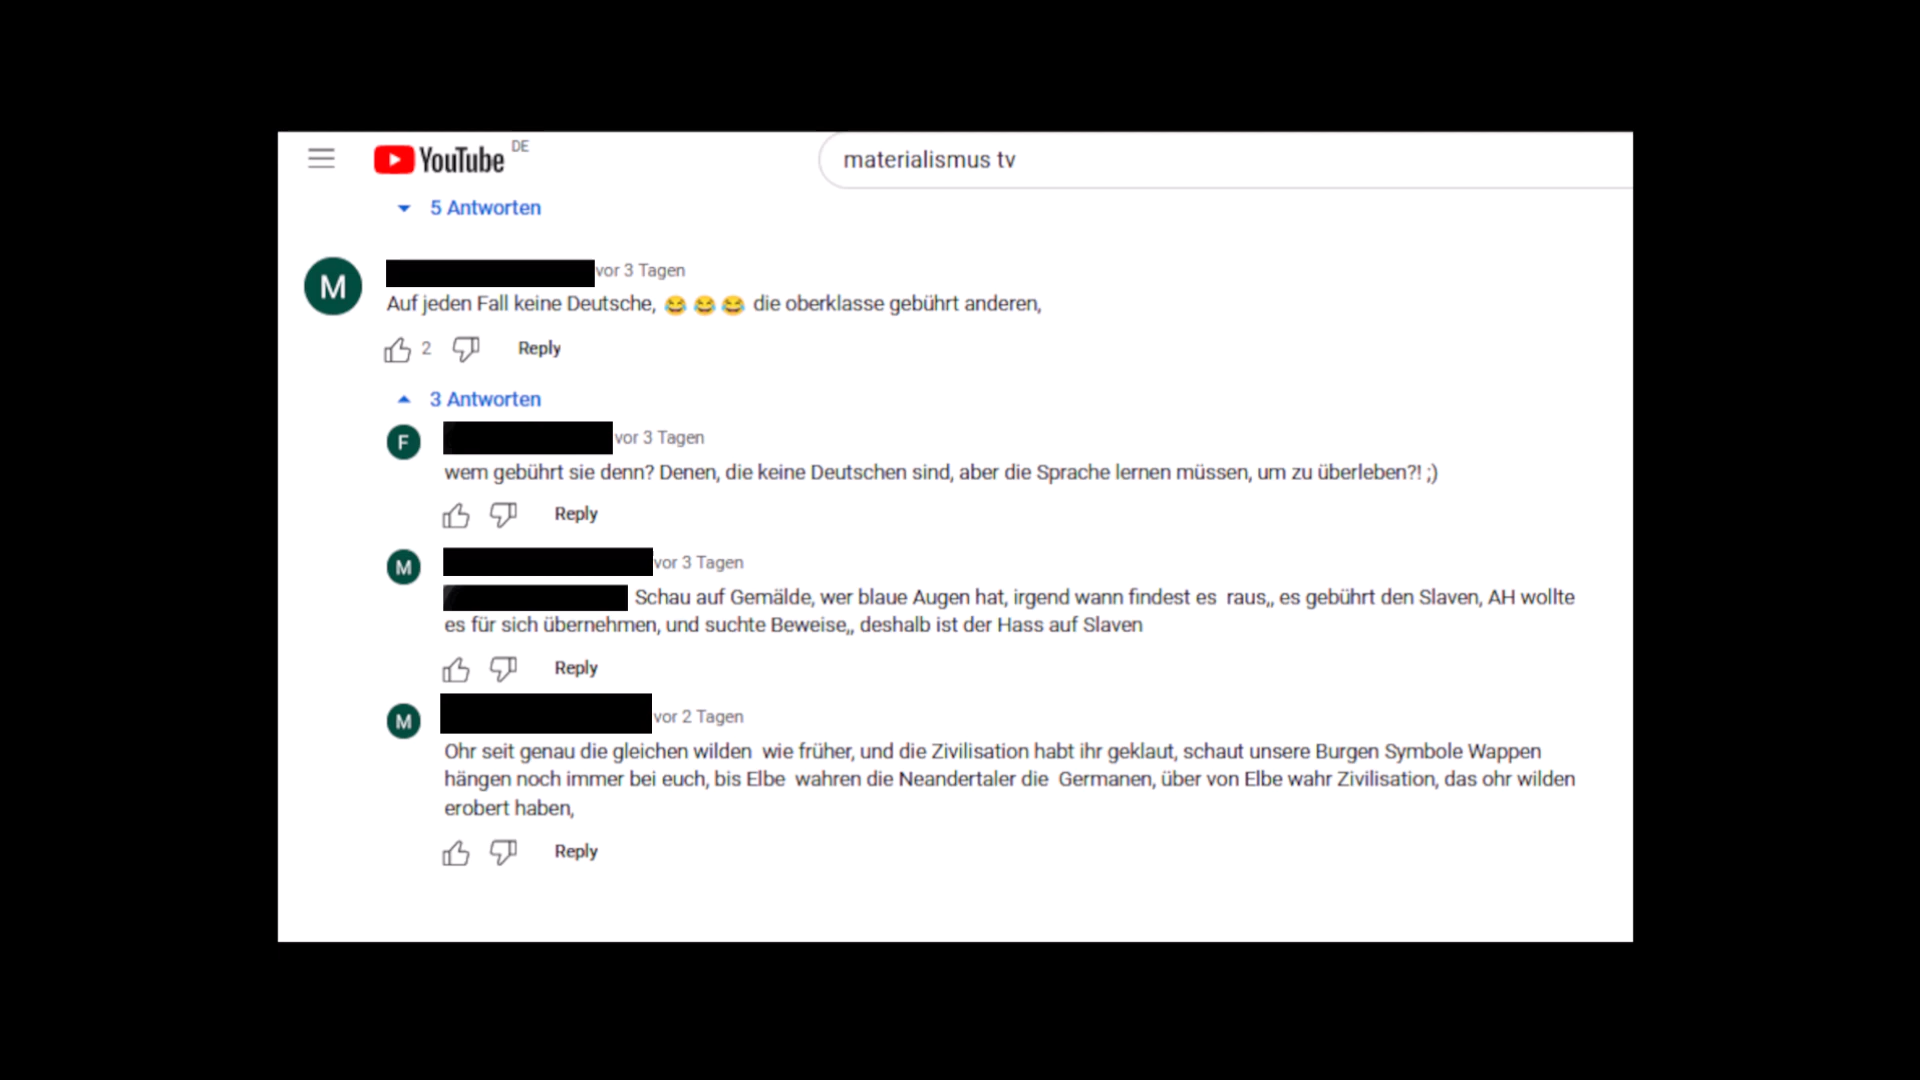 YouTube DE
materialismus tv
5 Antworten
M
vor 3 Tagen
Auf jeden Fall keine Deutsche, 😂 😂 😂 die oberklasse gebührt anderen,
2 Reply
3 Antworten
F
vor 3 Tagen
wem gebührt sie denn? Denen, die keine Deutschen sind, aber die Sprache lernen müssen, um zu überleben?! ;)
Reply
M
vor 3 Tagen
Schau auf Gemälde, wer blaue Augen hat, irgend wann findest es raus,, es gebührt den Slaven, AH wollte
es für sich übernehmen, und suchte Beweise,, deshalb ist der Hass auf Slaven
Reply
M
vor 2 Tagen
Ohr seit genau die gleichen wilden wie früher, und die Zivilisation habt ihr geklaut, schaut unsere Burgen Symbole Wappen
hängen noch immer bei euch, bis Elbe wahren die Neandertaler die Germanen, über von Elbe wahr Zivilisation, das ohr wilden
erobert haben,
Reply